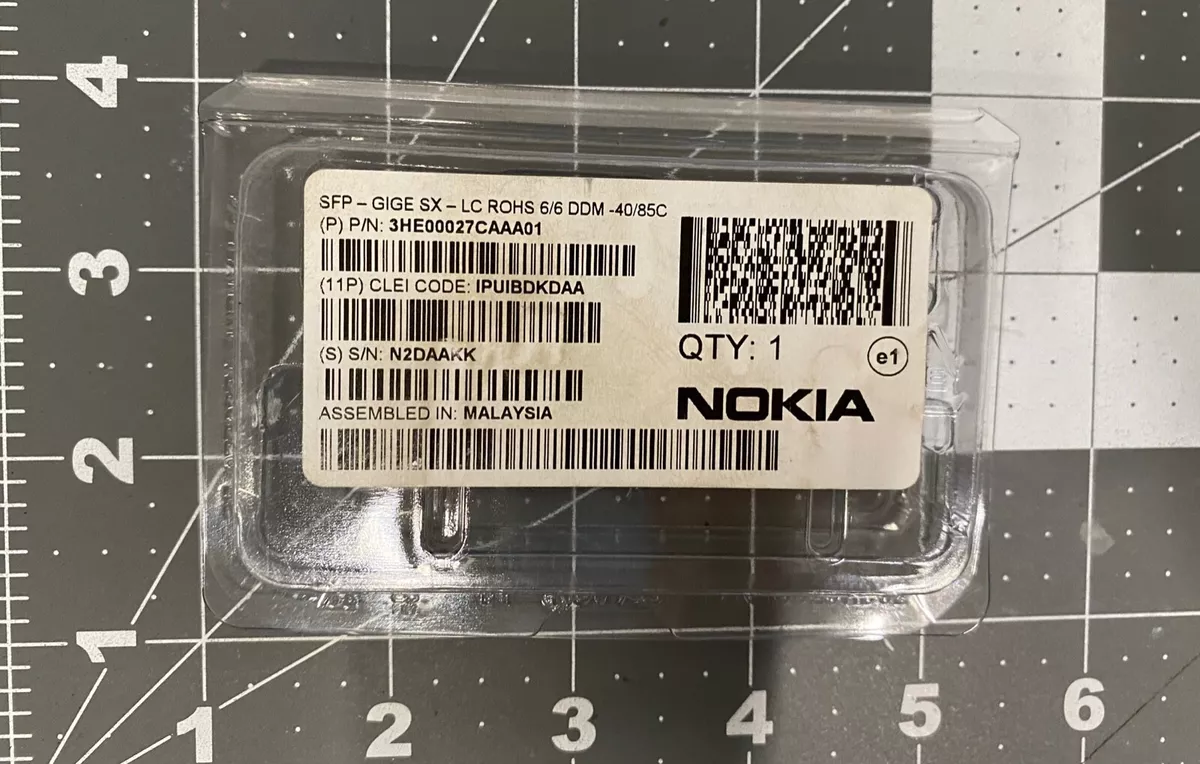 4
3
2
1
SFP – GIGE SX – LC ROHS 6/6 DDM -40/85C
(P) P/N: 3HE00027CAAA01
(11P) CLEI CODE: IPUIBDKDAA
(S) S/N: N2DAAKK
ASSEMBLED IN: MALAYSIA
QTY: 1
e1
NOKIA
1 2 3 4 5 6